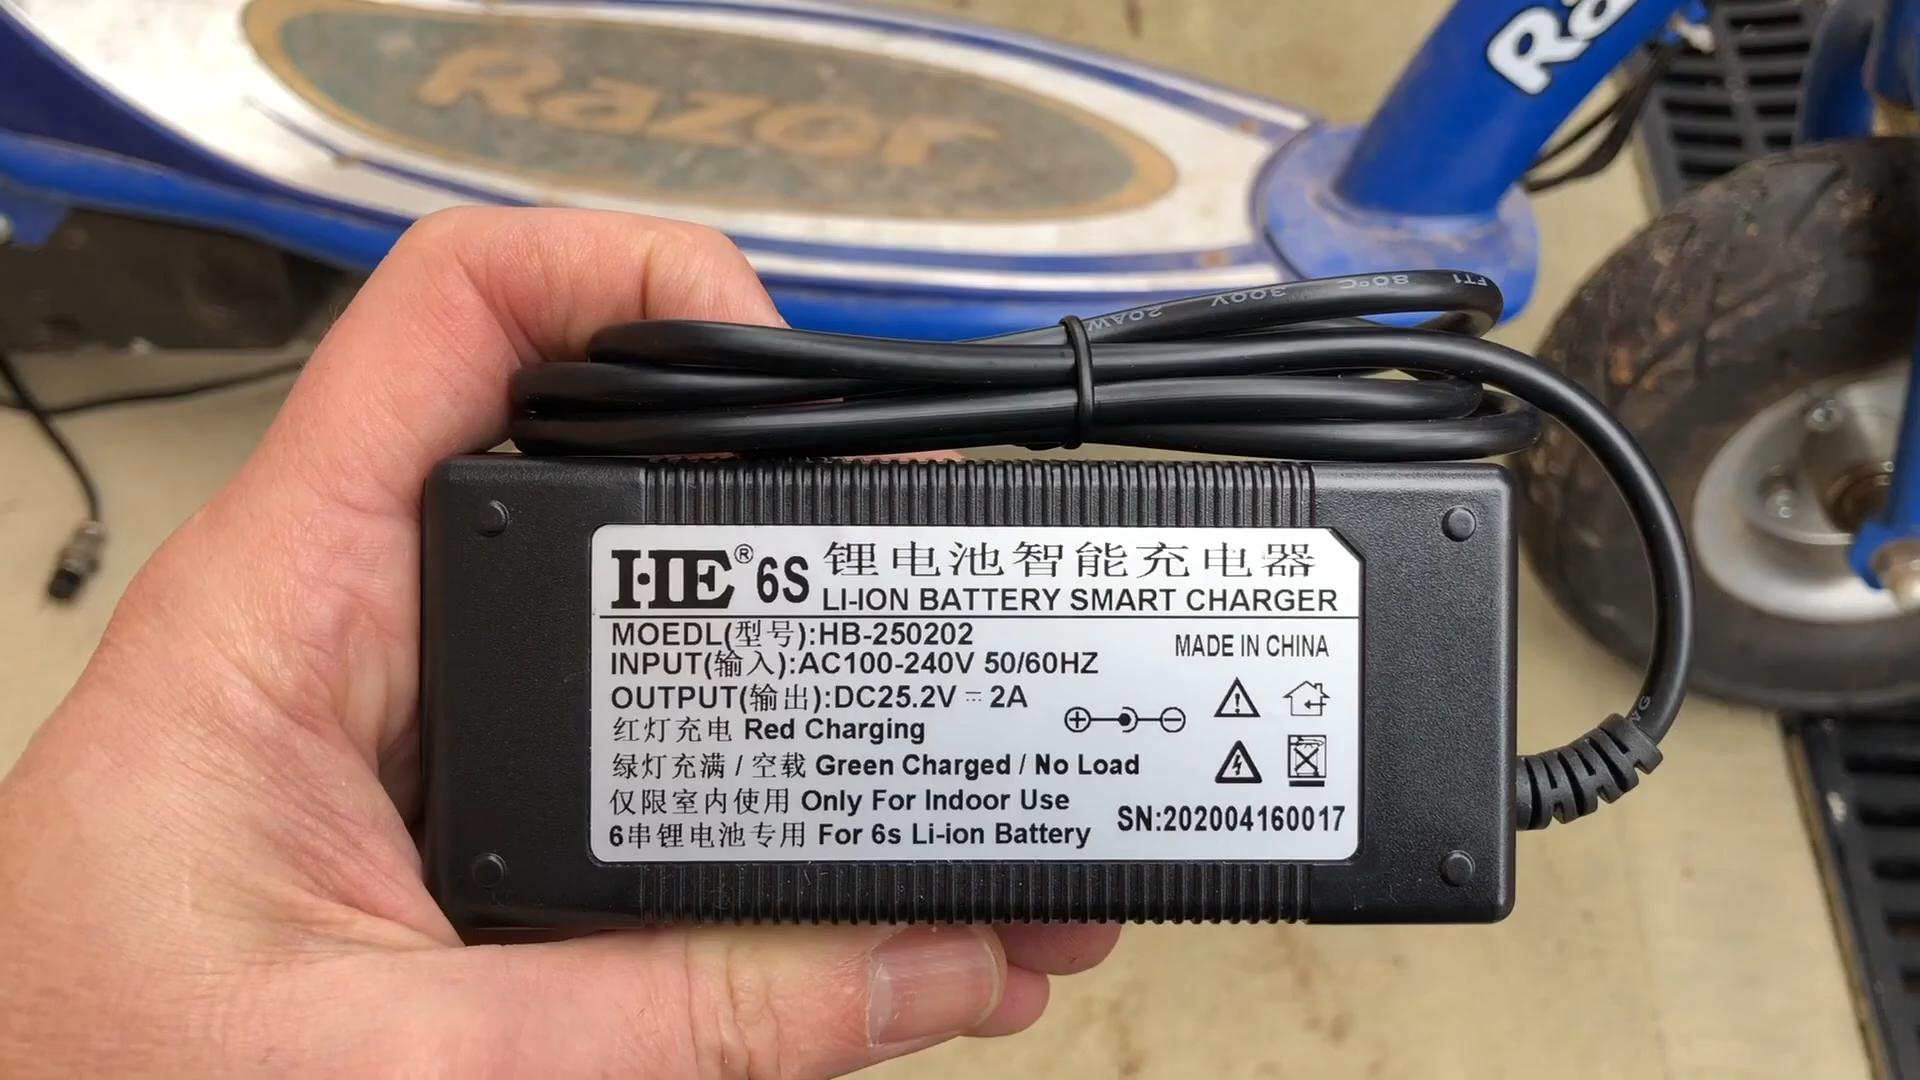 Razor
Ra
FT1
80°C
300V
20AW
WG
HE® 6S 锂电池智能充电器
LI-ION BATTERY SMART CHARGER
MOEDL(型号):HB-250202
MADE IN CHINA
INPUT(输入):AC100-240V 50/60HZ
OUTPUT(输出):DC25.2V ⎓ 2A
红灯充电 Red Charging
绿灯充满 / 空载 Green Charged / No Load
仅限室内使用 Only For Indoor Use
6串锂电池专用 For 6s Li-ion Battery
SN:202004160017